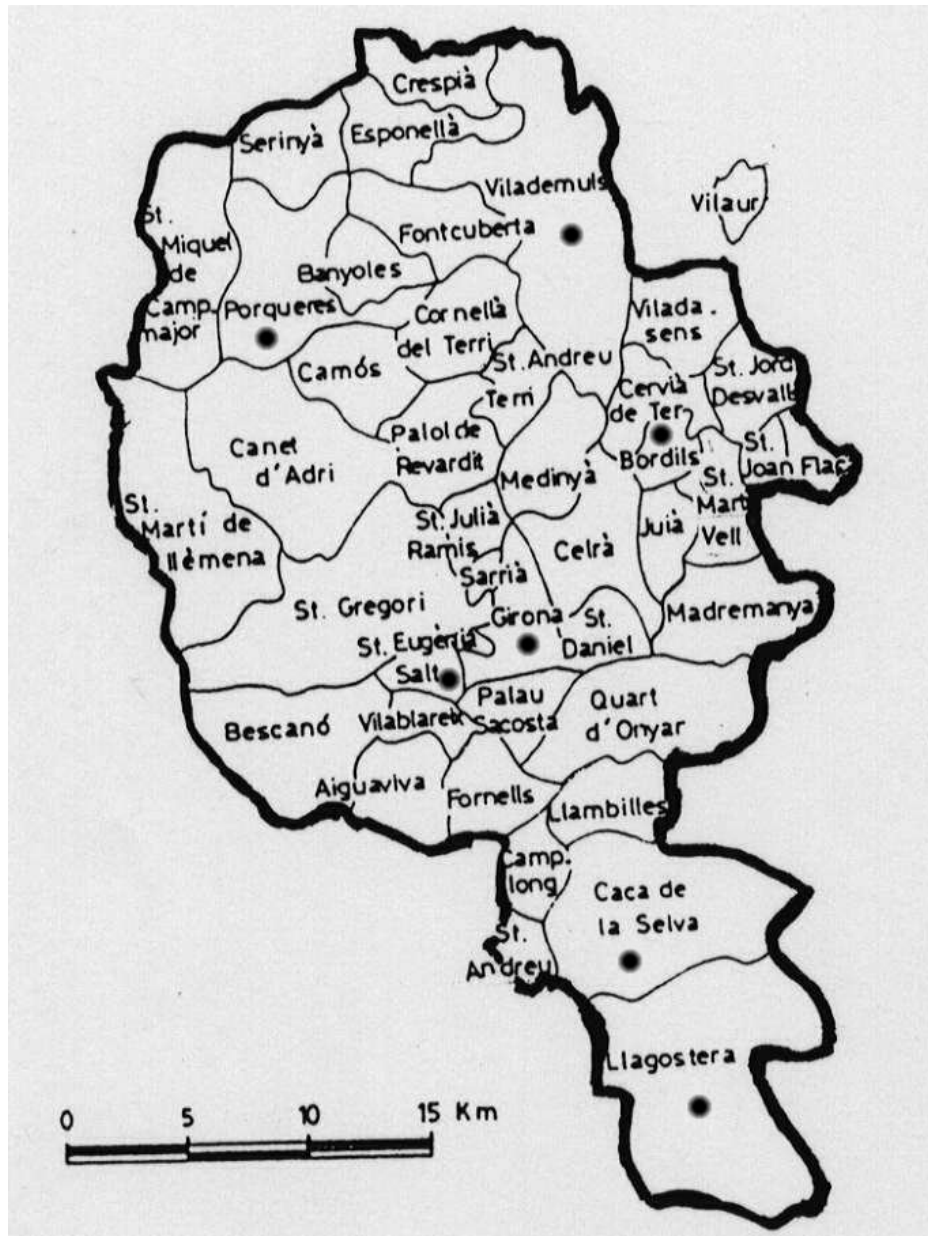 Crespià
Serinyà
Esponellà
Vilademuls
Vilaur
St.
Miquel
de
Camp.
major
Fontcuberta
Banyoles
Porqueres
Cornellà
del Terri
Vilada.
sens
Camós
St. Andreu
Terri
St. Jordi
Desvalls
Cervià
de Ter
Palol de
Revardit
Canet
d'Adri
Bordils
St.
Joan Flaç
Medinyà
St.
Mart
Vell
St.
Martí de
llèmena
St. Julià
Ramis
Juià
Celrà
Sarrià
St. Gregori
Girona
St.
Daniel
Madremanya
St. Eugènia
Salt
Palau
Sacosta
Quart
d'Onyar
Bescanó
Vilablareix
Aiguaviva
Fornells
Llambilles
Camp.
long
Caca de
la Selva
St.
Andreu
Llagostera
0 5 10 15 Km